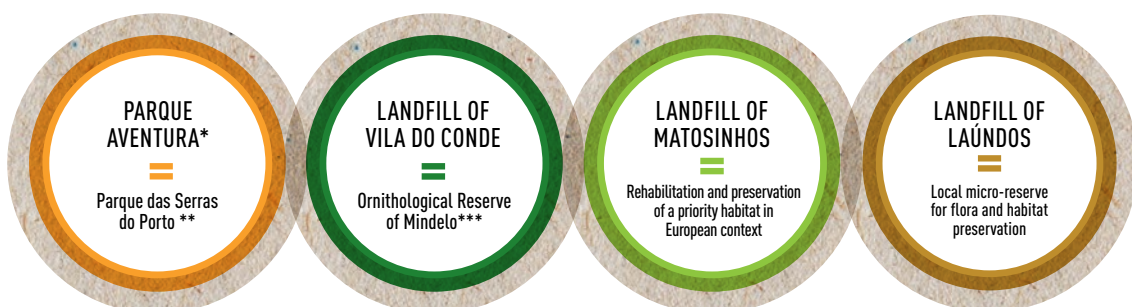 PARQUE
AVENTURA*
=
Parque das Serras
do Porto **
LANDFILL OF
VILA DO CONDE
=
Ornithological Reserve
of Mindelo***
LANDFILL OF
MATOSINHOS
=
Rehabilitation and preservation
of a priority habitat in
European context
LANDFILL OF
LAÚNDOS
=
Local micro-reserve
for flora and habitat
preservation